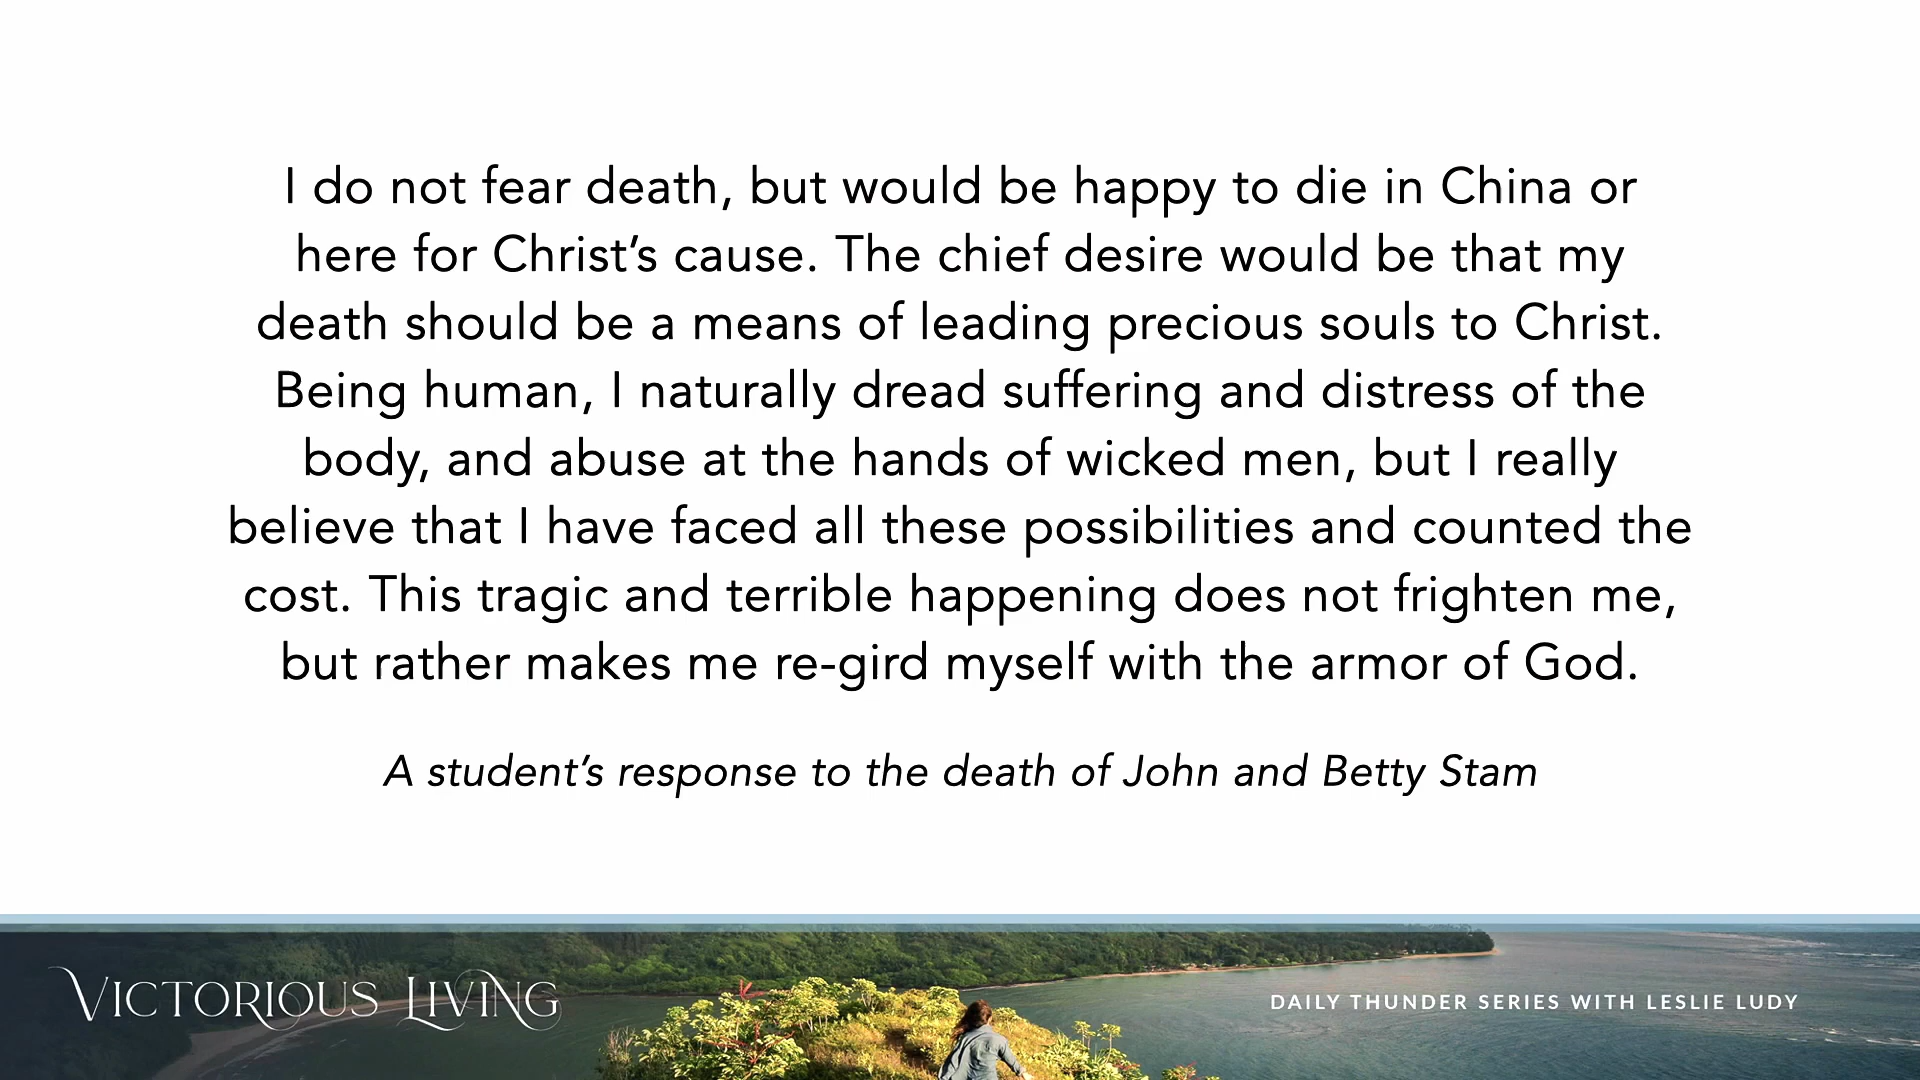 I do not fear death, but would be happy to die in China or
here for Christ’s cause. The chief desire would be that my
death should be a means of leading precious souls to Christ.
Being human, I naturally dread suffering and distress of the
body, and abuse at the hands of wicked men, but I really
believe that I have faced all these possibilities and counted the
cost. This tragic and terrible happening does not frighten me,
but rather makes me re-gird myself with the armor of God.
A student’s response to the death of John and Betty Stam
VICTORIOUS LIVING
DAILY THUNDER SERIES WITH LESLIE LUDY